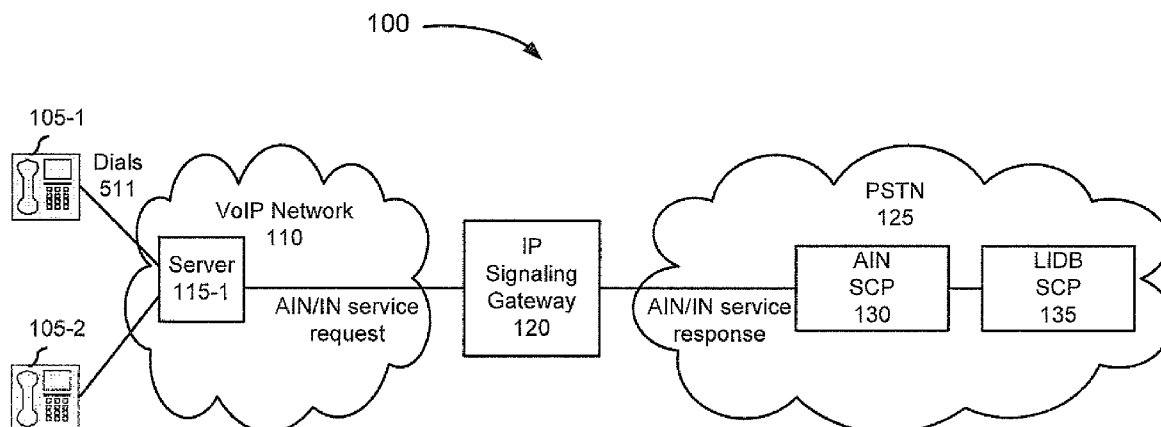 100
105-1
Dials
511
VoIP Network
110
Server
115-1
AIN/IN service
request
105-2
IP
Signaling
Gateway
120
PSTN
125
AIN/IN service
response
AIN
SCP
130
LIDB
SCP
135